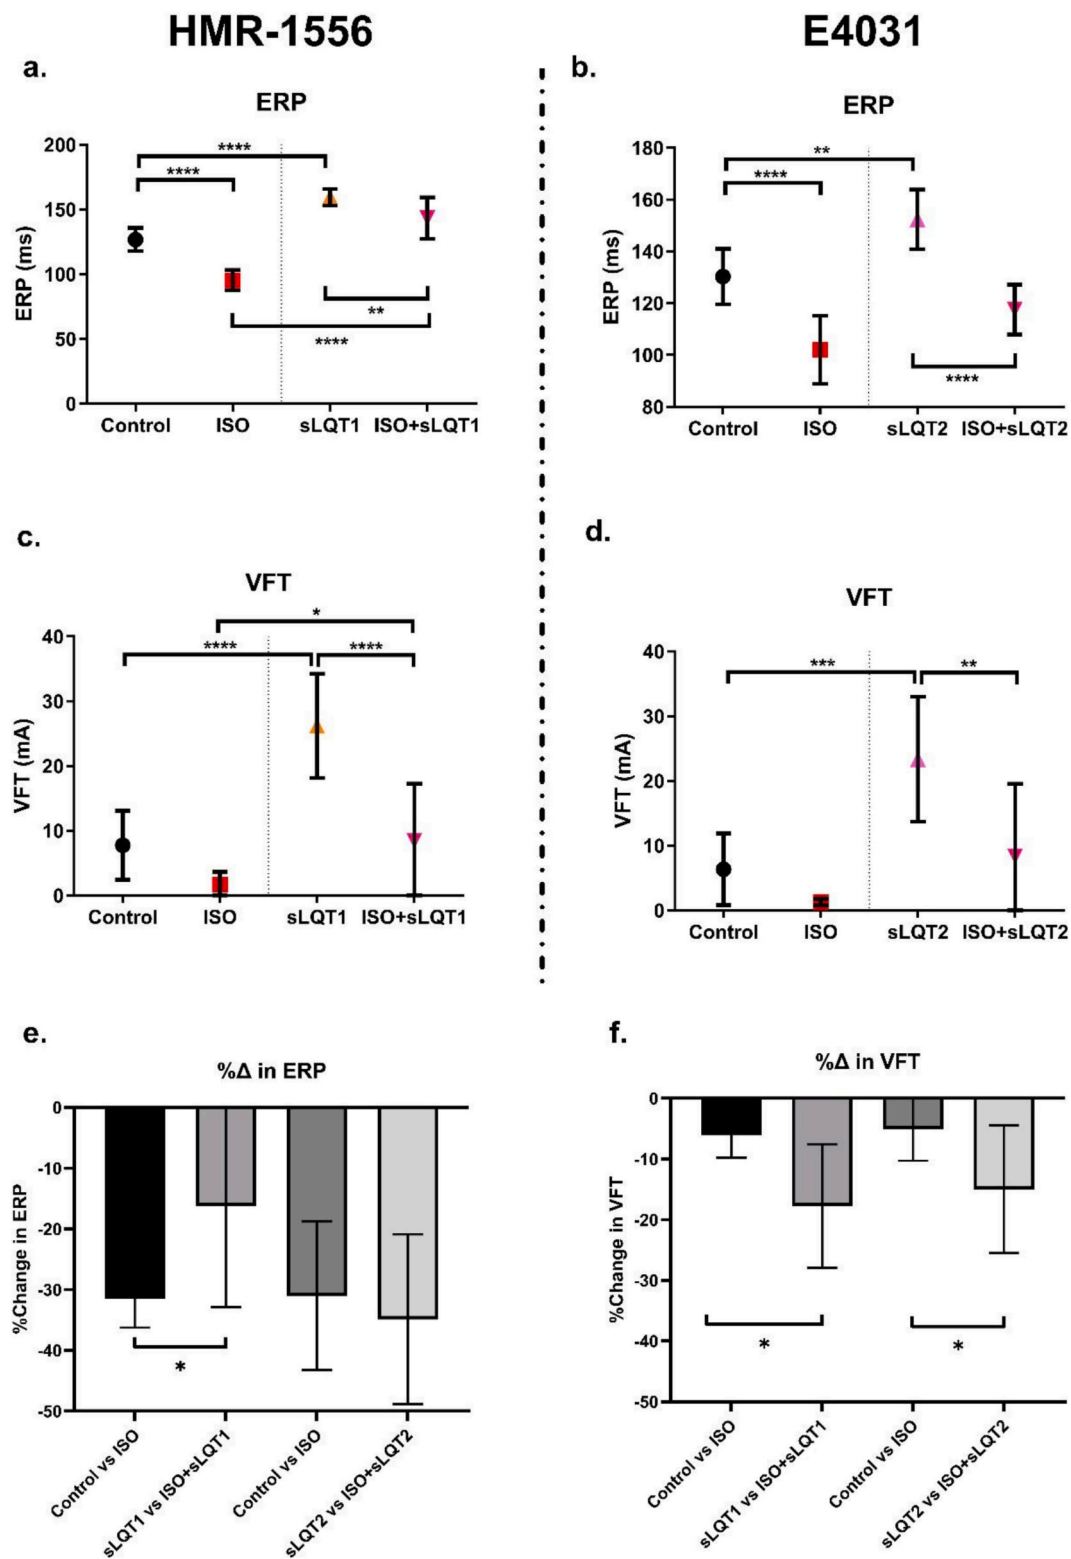 HMR-1556
E4031
a.
ERP
200
150
100
50
0
ERP (ms)
****
****
**
****
Control
ISO
sLQT1
ISO+sLQT1
b.
ERP
180
160
140
120
100
80
ERP (ms)
**
****
****
Control
ISO
sLQT2
ISO+sLQT2
c.
VFT
40
30
20
10
0
VFT (mA)
*
****
****
Control
ISO
sLQT1
ISO+sLQT1
d.
VFT
40
30
20
10
0
VFT (mA)
***
**
Control
ISO
sLQT2
ISO+sLQT2
e.
%Δ in ERP
0
-10
-20
-30
-40
-50
%Change in ERP
*
Control vs ISO
sLQT1 vs ISO+sLQT1
Control vs ISO
sLQT2 vs ISO+sLQT2
f.
%Δ in VFT
0
-10
-20
-30
-40
-50
%Change in VFT
*
*
Control vs ISO
sLQT1 vs ISO+sLQT1
Control vs ISO
sLQT2 vs ISO+sLQT2